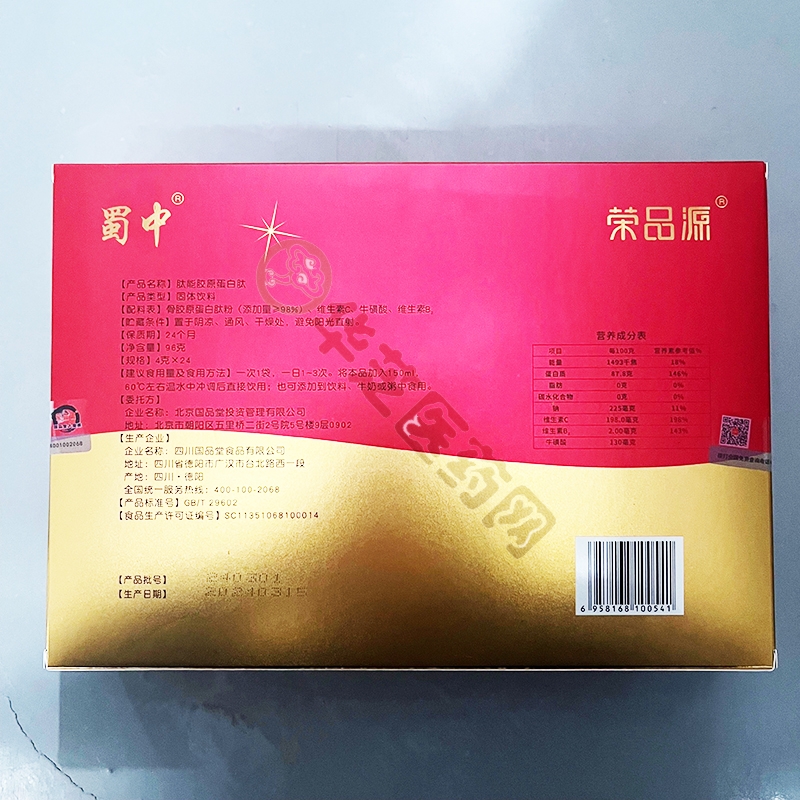 蜀中®
荣品源®
【产品名称】肽能胶原蛋白肽
【产品类型】固体饮料
【配料表】骨胶原蛋白肽粉（添加量≥98%）、维生素C、牛磺酸、维生素B₆
【贮藏条件】置于阴凉、通风、干燥处，避免阳光直射。
【保质期】24个月
【净含量】96克
【规格】4克×24
【建议食用量及食用方法】一次1袋，一日1-3次。将本品加入150ml，
60℃左右温水中冲调后直接饮用；也可添加到饮料、牛奶或粥中食用。
【委托方】
企业名称：北京国品堂投资管理有限公司
地址：北京市朝阳区五里桥二街2号院5号楼9层0902
【生产企业】
企业名称：四川国品堂食品有限公司
地址：四川省德阳市广汉市台北路西一段
产地：四川·德阳
全国统一服务热线：400-100-2068
【产品标准号】GB/T 29602
【食品生产许可证编号】SC11351068100014
【产品批号】 240301
【生产日期】 20240315
营养成分表
项目 每100克 营养素参考值%
能量 1493千焦 18%
蛋白质 87.8克 146%
脂肪 0克 0%
碳水化合物 0克 0%
钠 225毫克 11%
维生素C 198.0毫克 198%
维生素B₆ 2.00毫克 143%
牛磺酸 130毫克
4001002068
6 958168 100541
华芝医药网